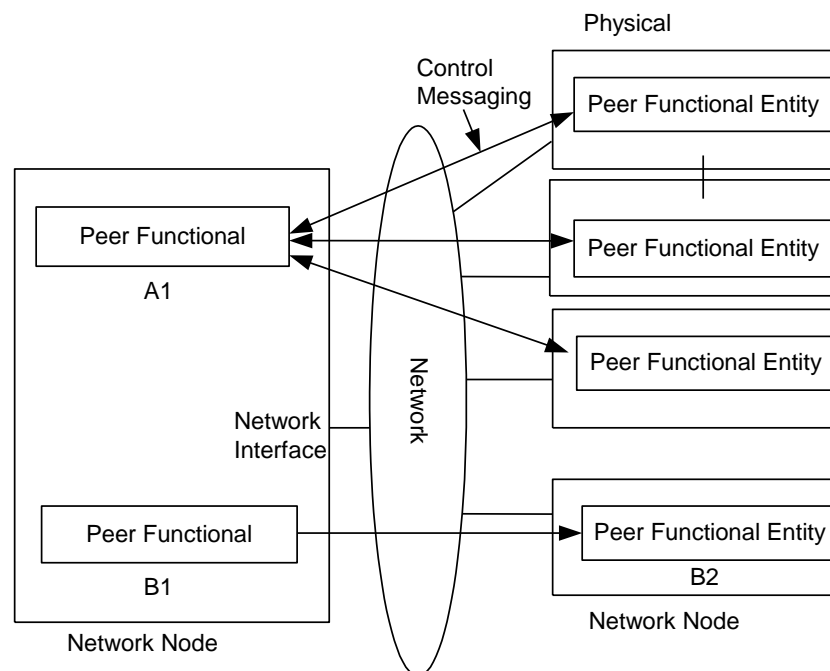 Physical
Control
Messaging
Peer Functional Entity
Peer Functional
A1
Peer Functional Entity
Peer Functional Entity
Network
Network
Interface
Peer Functional
B1
Peer Functional Entity
B2
Network Node
Network Node